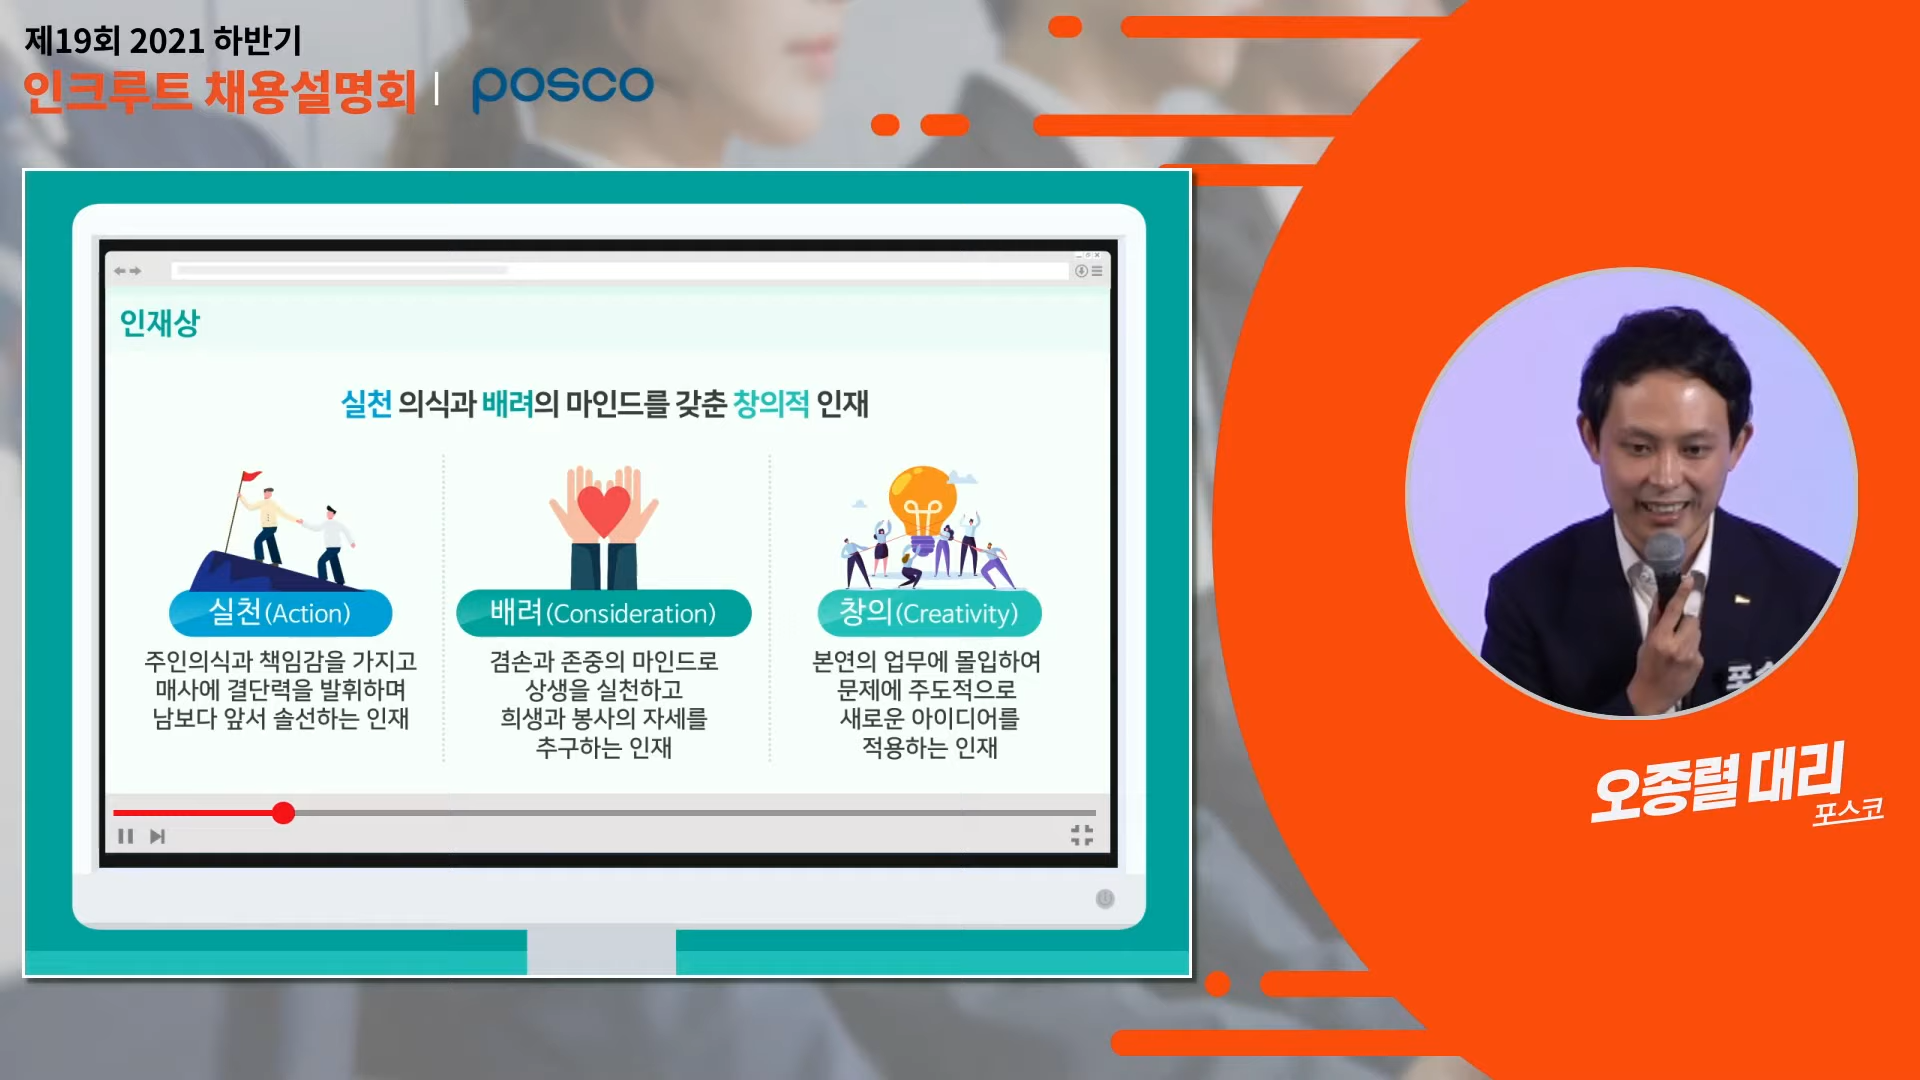 제19회 2021 하반기
인크루트 채용설명회
posco
인재상
실천 의식과 배려의 마인드를 갖춘 창의적 인재
실천(Action)
주인의식과 책임감을 가지고
매사에 결단력을 발휘하며
남보다 앞서 솔선하는 인재
배려(Consideration)
겸손과 존중의 마인드로
상생을 실천하고
희생과 봉사의 자세를
추구하는 인재
창의(Creativity)
본연의 업무에 몰입하여
문제에 주도적으로
새로운 아이디어를
적용하는 인재
오종렬 대리
포스코